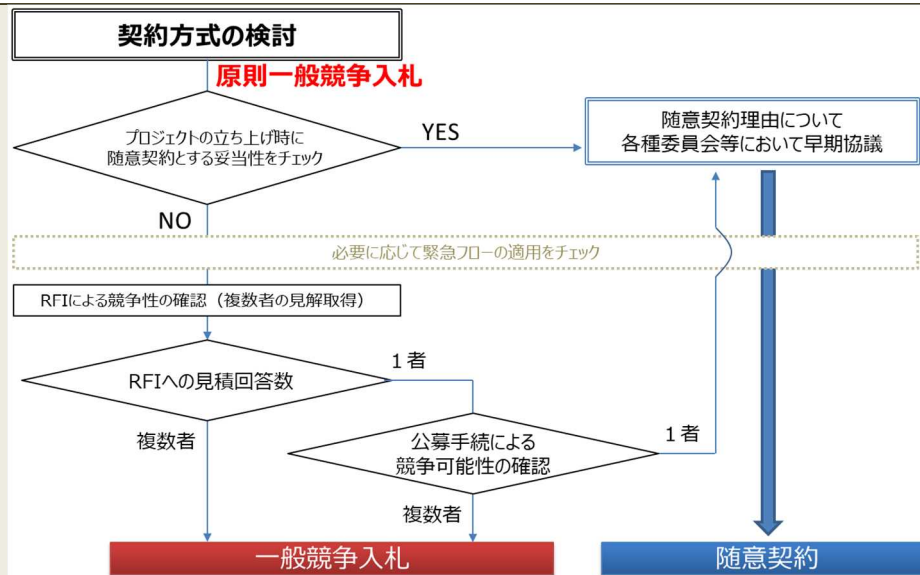 契約方式の検討
原則一般競争入札
プロジェクトの立ち上げ時に
随意契約とする妥当性をチェック
YES
随意契約理由について
各種委員会等において早期協議
NO
必要に応じて緊急フローの適用をチェック
RFIによる競争性の確認（複数者の見解取得）
RFIへの見積回答数
1者
複数者
公募手続による
競争可能性の確認
1者
複数者
一般競争入札
随意契約